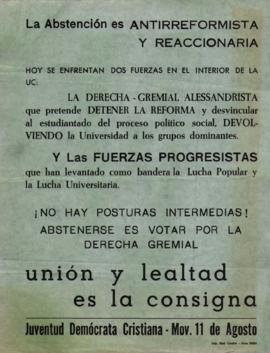 La Abstención es ANTIRREFORMISTA
Y REACCIONARIA
HOY SE ENFRENTAN DOS FUERZAS EN EL INTERIOR DE LA
UC:
LA DERECHA - GREMIAL ALESSANDRISTA
que pretende DETENER LA REFORMA y desvincular
al estudiantado del proceso político social, DEVOL-
VIENDO la Universidad a los grupos dominantes.
Y Las FUERZAS PROGRESISTAS
que han levantado como bandera la Lucha Popular y
la Lucha Universitaria.
¡NO HAY POSTURAS INTERMEDIAS!
ABSTENERSE ES VOTAR POR LA
DERECHA GREMIAL
unión y lealtad
es la consigna
Juventud Demócrata Cristiana - Mov. 11 de Agosto